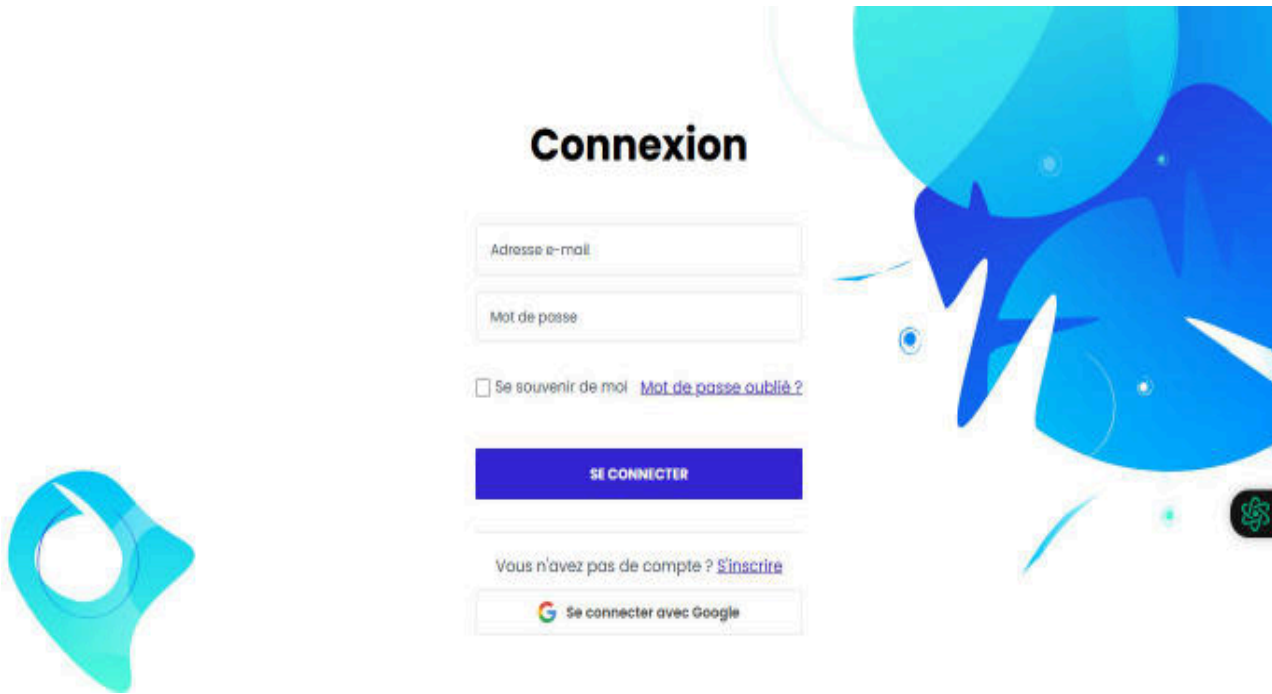 Connexion
Adresse e-mail
Mot de passe
Se souvenir de moi Mot de passe oublié ?
SE CONNECTER
Vous n'avez pas de compte ? S'inscrire
Se connecter avec Google